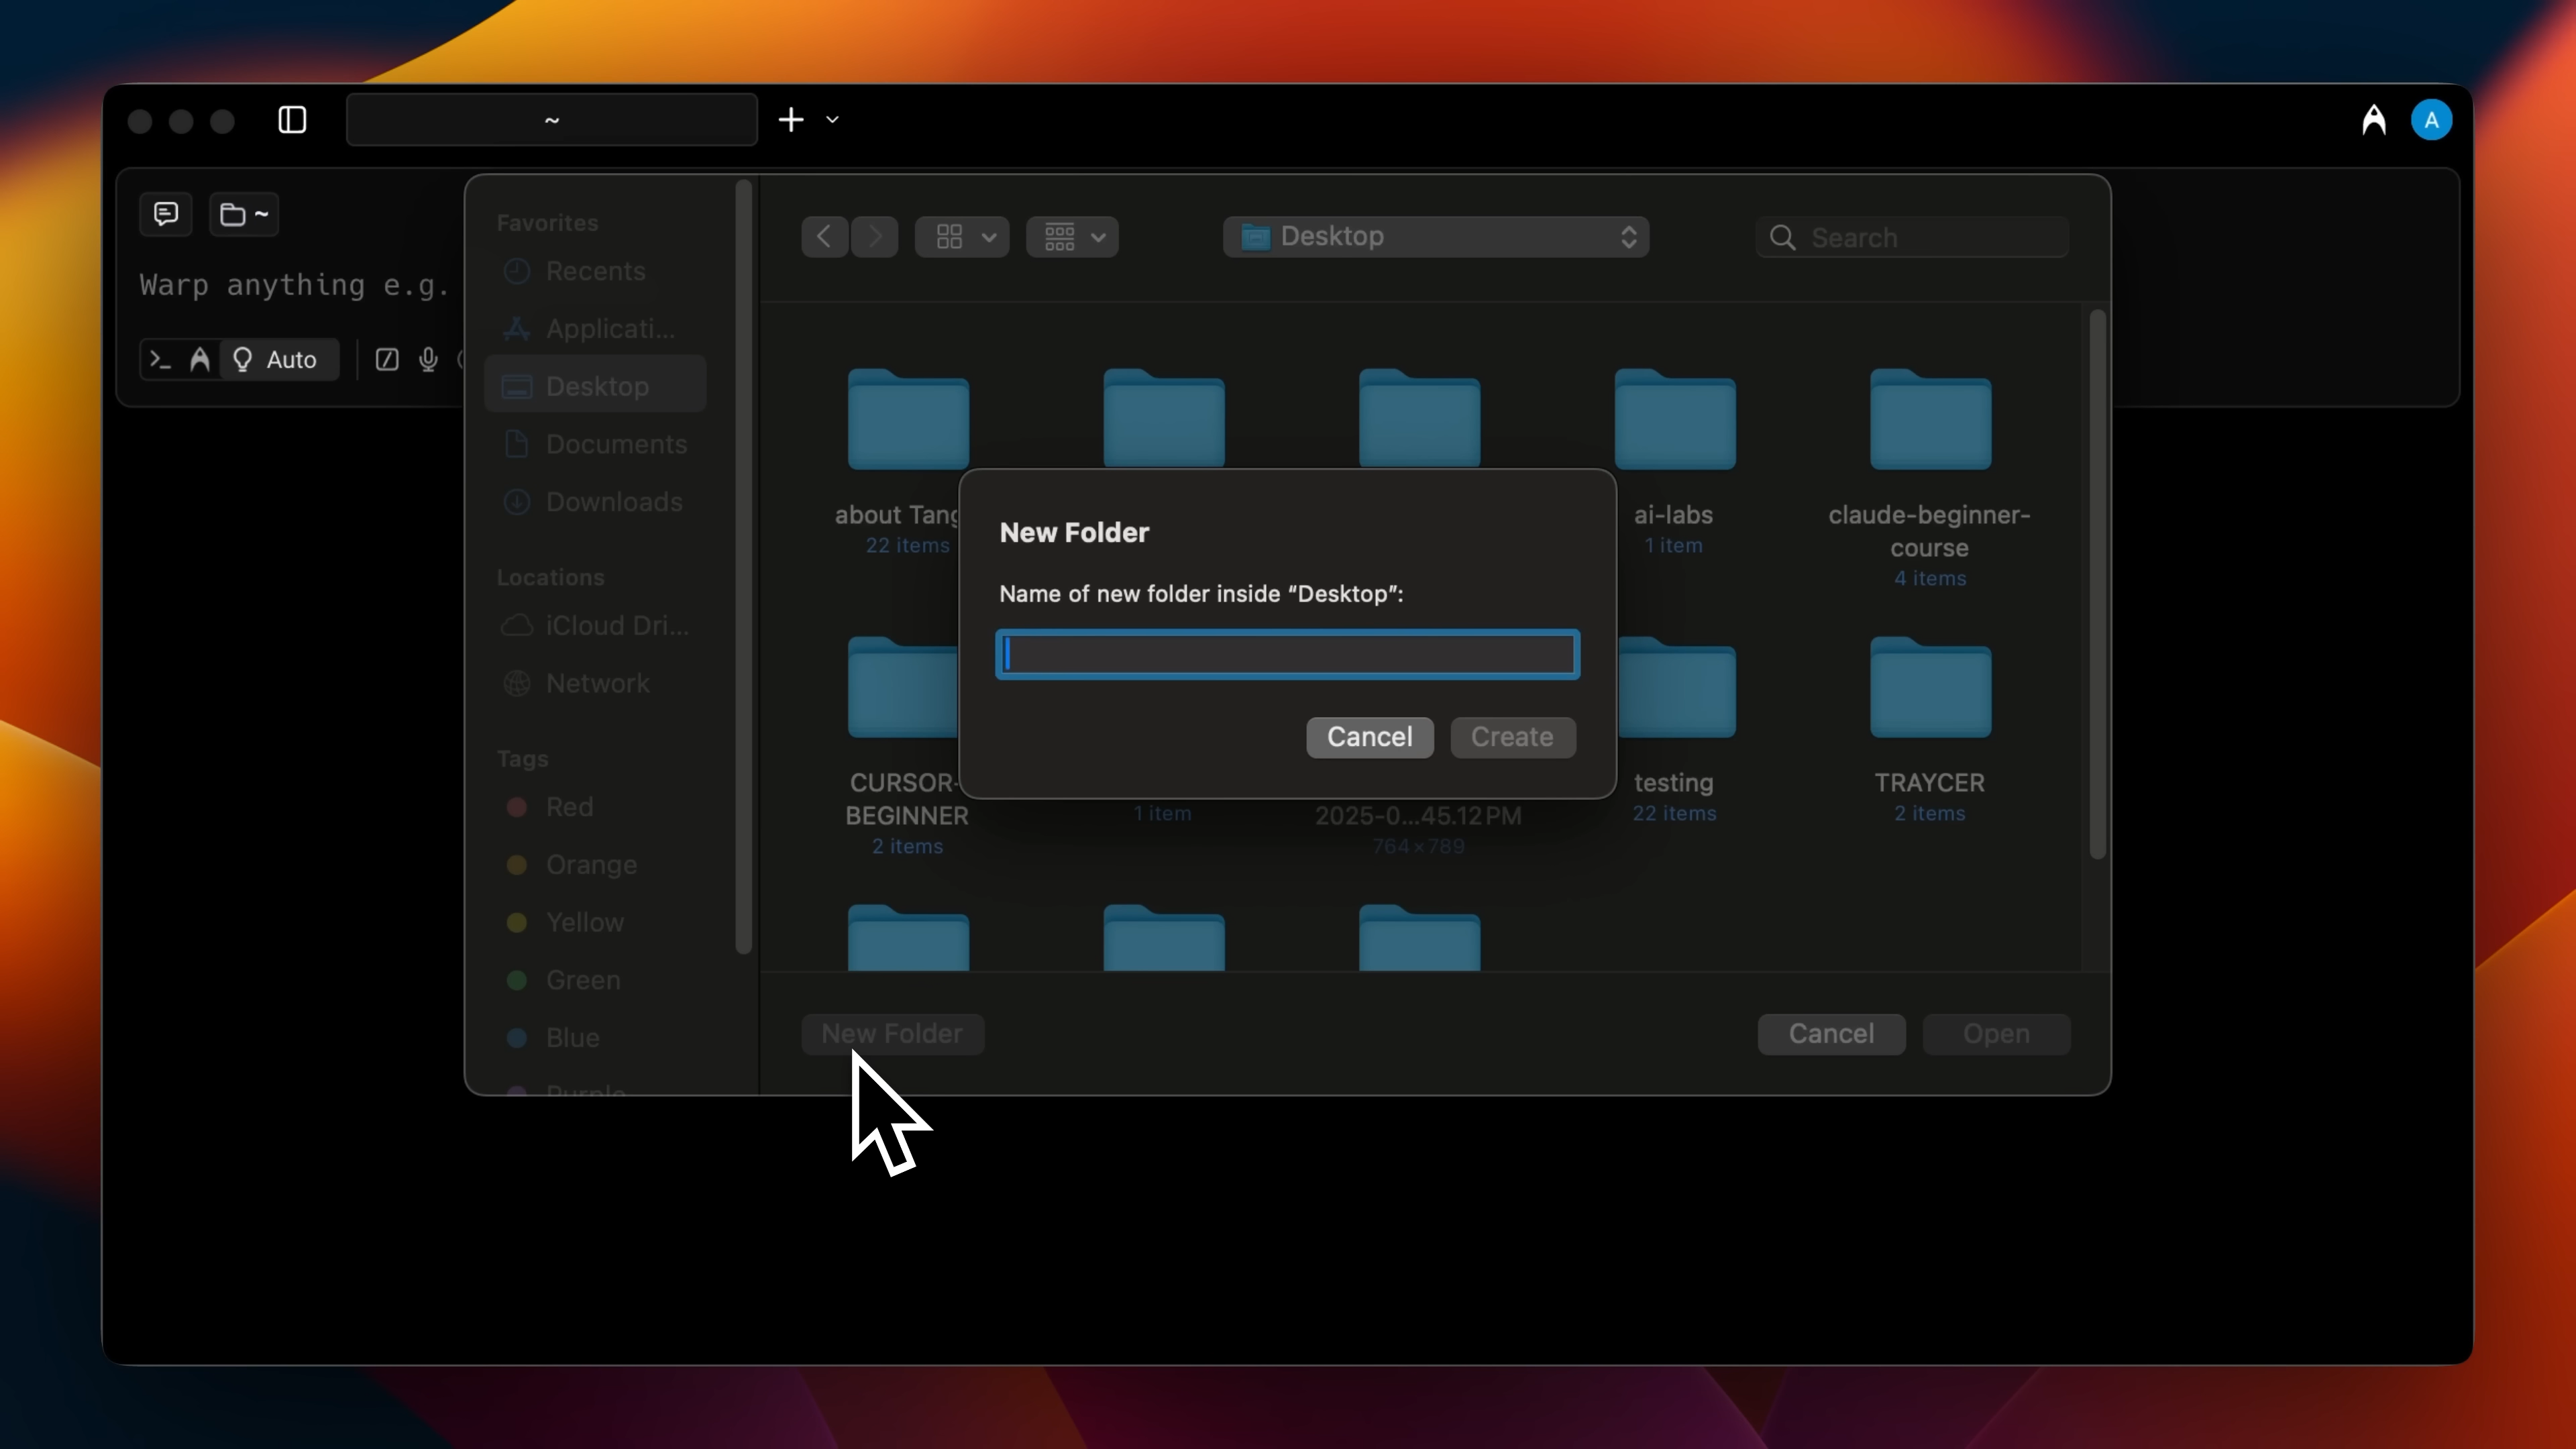 ~
A
~
Warp anything e.g.
Auto
Favorites
Recents
Applicati...
Desktop
Documents
Downloads
Locations
iCloud Dri...
Network
Tags
Red
Orange
Yellow
Green
Blue
Purple
Desktop
Search
about Tang
22 items
ai-labs
1 item
claude-beginner-
course
4 items
New Folder
Name of new folder inside “Desktop”:
Cancel
Create
CURSOR-
BEGINNER
2 items
1 item
2025-0...45.12 PM
764×789
testing
22 items
TRAYCER
2 items
New Folder
Cancel
Open